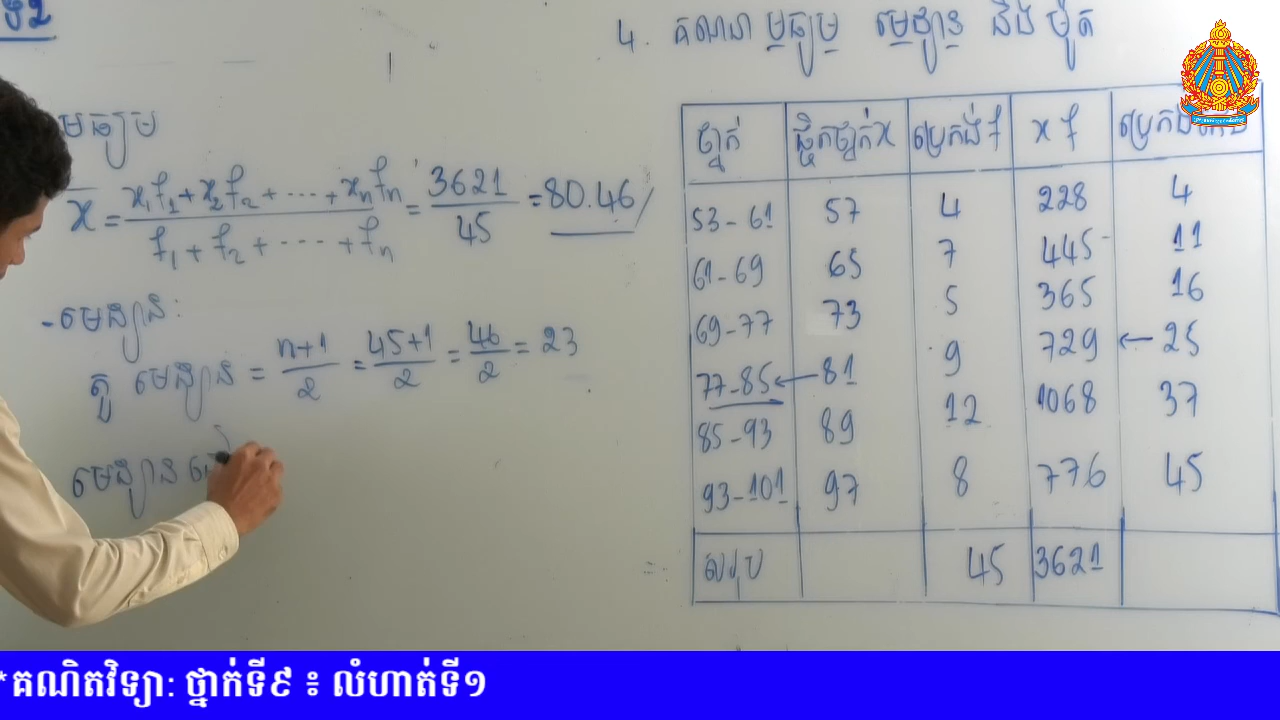 ទី2
4. គណនា មធ្យម មេដ្យាន និង ម៉ូត
មធ្យម
x̄ = (x₁f₁ + x₂f₂ + ··· + xₙfₙ) / (f₁ + f₂ + ··· + fₙ) = 3621/45 = 80.46
- មេដ្យាន:
តួ មេដ្យាន = (n+1)/2 = (45+1)/2 = 46/2 = 23
មេដ្យាន
ថ្នាក់ ផ្ចិតថ្នាក់ x ប្រេកង់ f x f ប្រេកង់កើន
53 - 61 57 4 228 4
61 - 69 65 7 445 11
69 - 77 73 5 365 16
77 - 85 ← 81 9 729 ← 25
85 - 93 89 12 1068 37
93 - 101 97 8 776 45
សរុប 45 3621
*គណិតវិទ្យា: ថ្នាក់ទី៩ ៖ លំហាត់ទី១